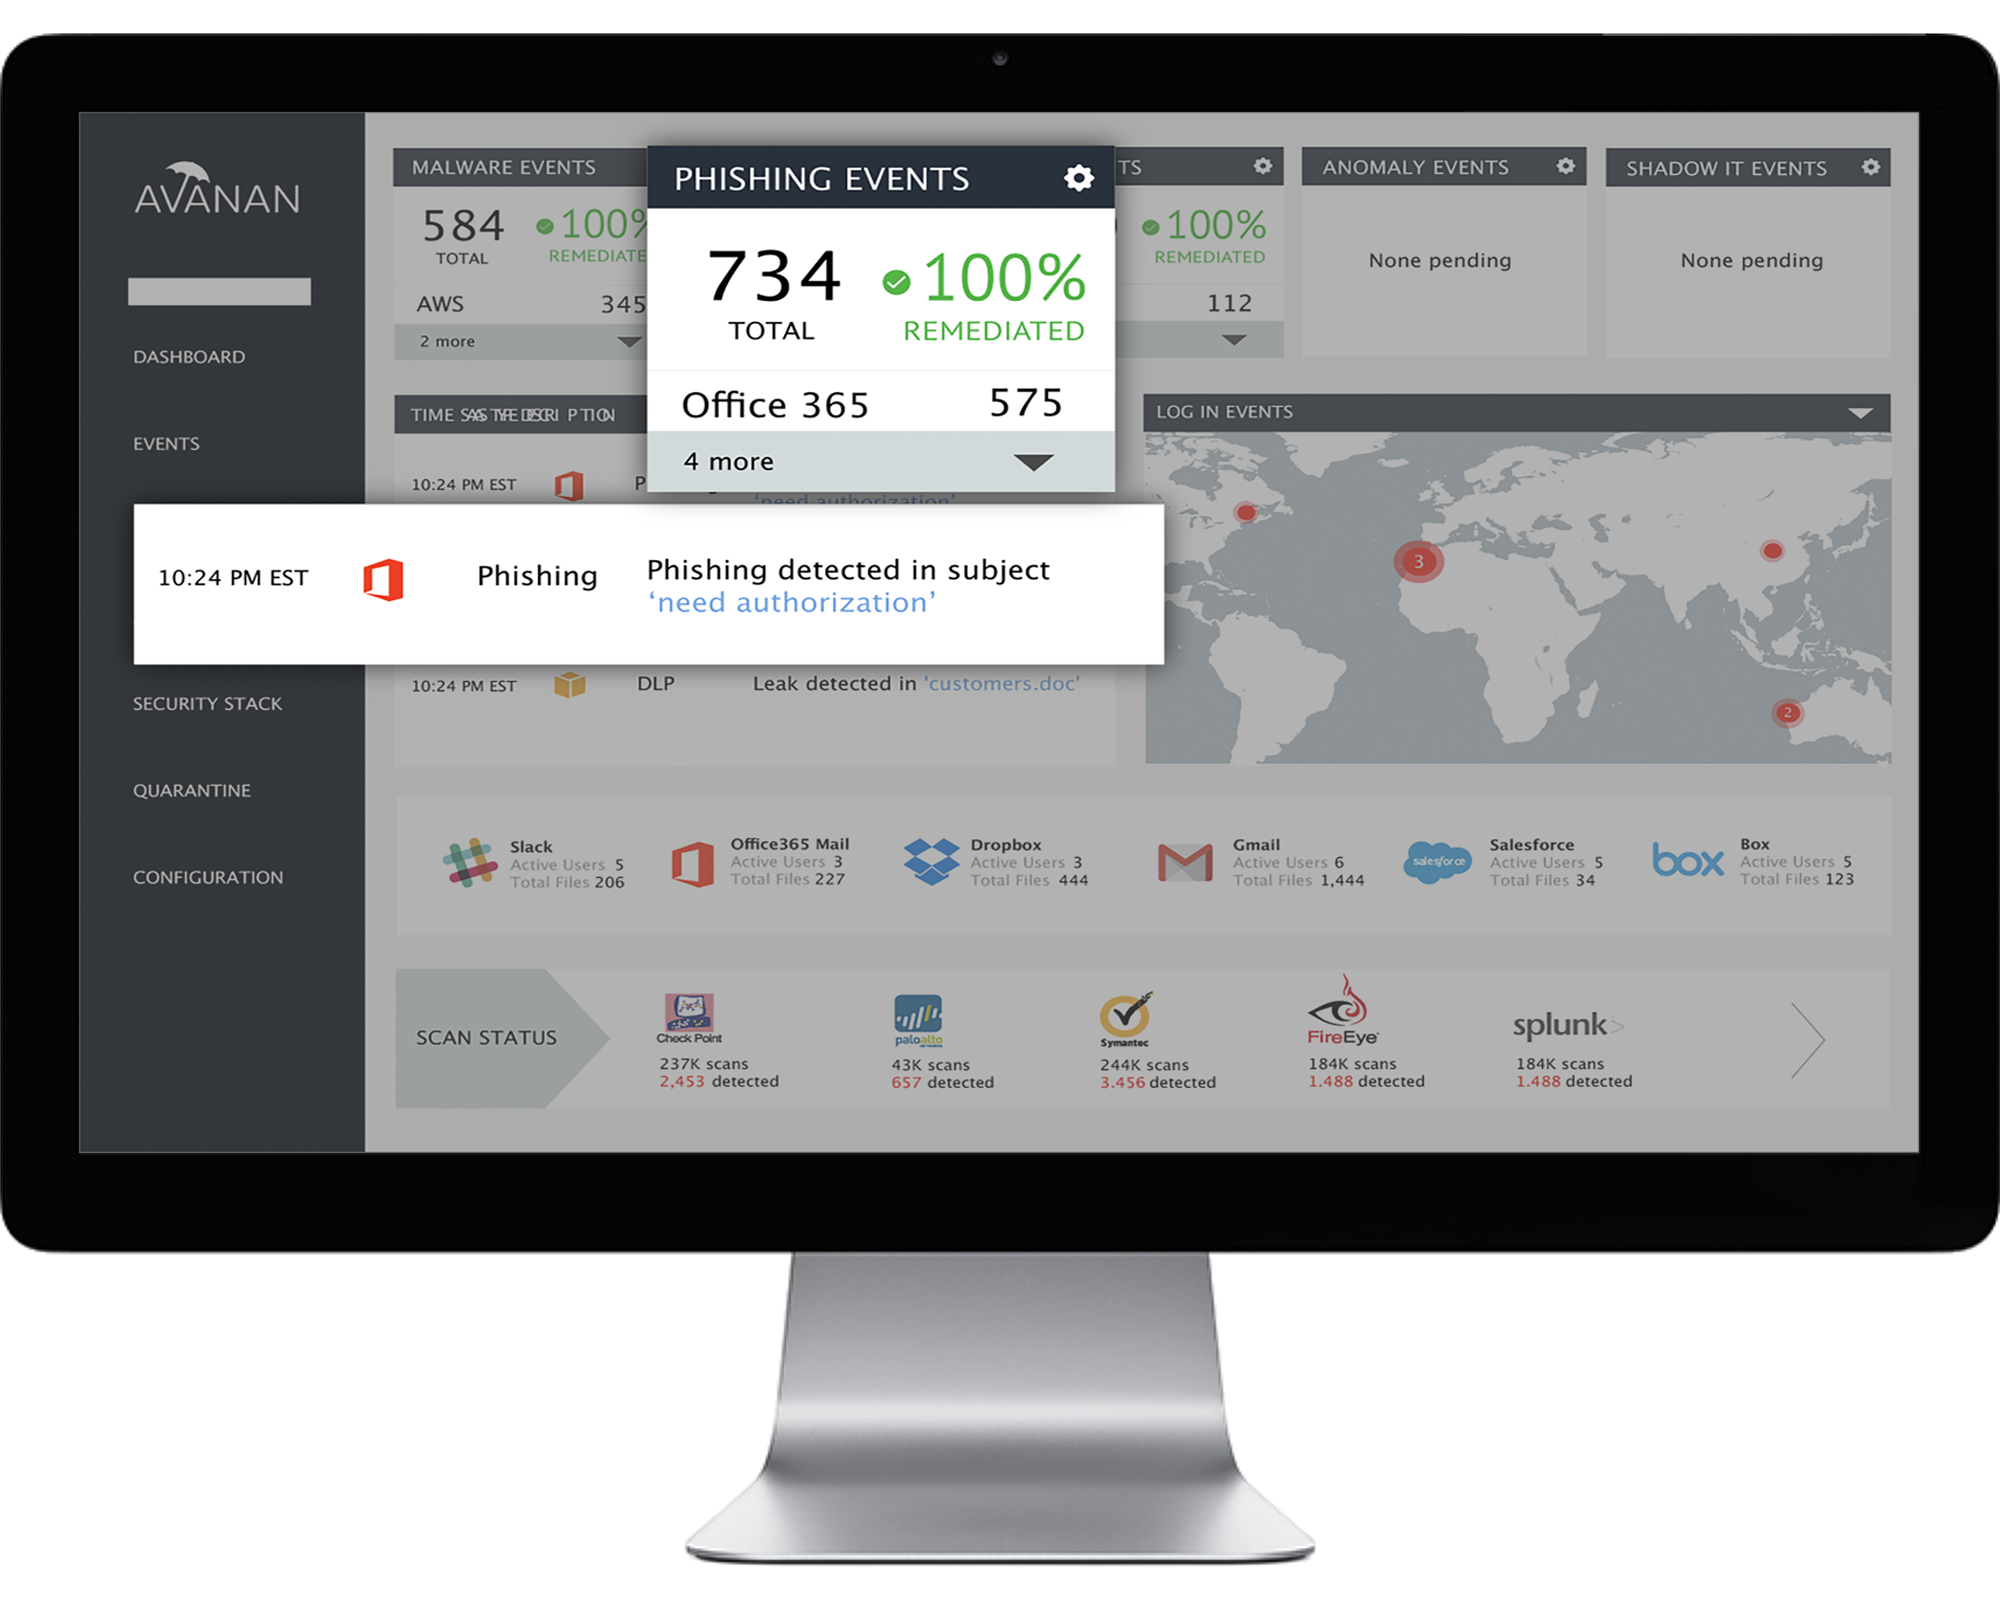 AVANAN
DASHBOARD
EVENTS
SECURITY STACK
QUARANTINE
CONFIGURATION
MALWARE EVENTS
584
TOTAL
100%
REMEDIATE
AWS
345
2 more
PHISHING EVENTS
734
TOTAL
100%
REMEDIATED
Office 365
575
4 more
TS
100%
REMEDIATED
112
ANOMALY EVENTS
None pending
SHADOW IT EVENTS
None pending
TIME
10:24 PM EST
P
'need authorization'
10:24 PM EST
Phishing
Phishing detected in subject
‘need authorization’
10:24 PM EST
DLP
Leak detected in 'customers.doc'
LOG IN EVENTS
3
2
Slack
Active Users 5
Total Files 206
Office365 Mail
Active Users 3
Total Files 227
Dropbox
Active Users 3
Total Files 444
Gmail
Active Users 6
Total Files 1,444
salesforce
Salesforce
Active Users 5
Total Files 34
box
Box
Active Users 5
Total Files 123
SCAN STATUS
Check Point
237K scans
2,453 detected
paloalto
43K scans
657 detected
Symantec
244K scans
3.456 detected
FireEye
184K scans
1.488 detected
splunk>
184K scans
1.488 detected